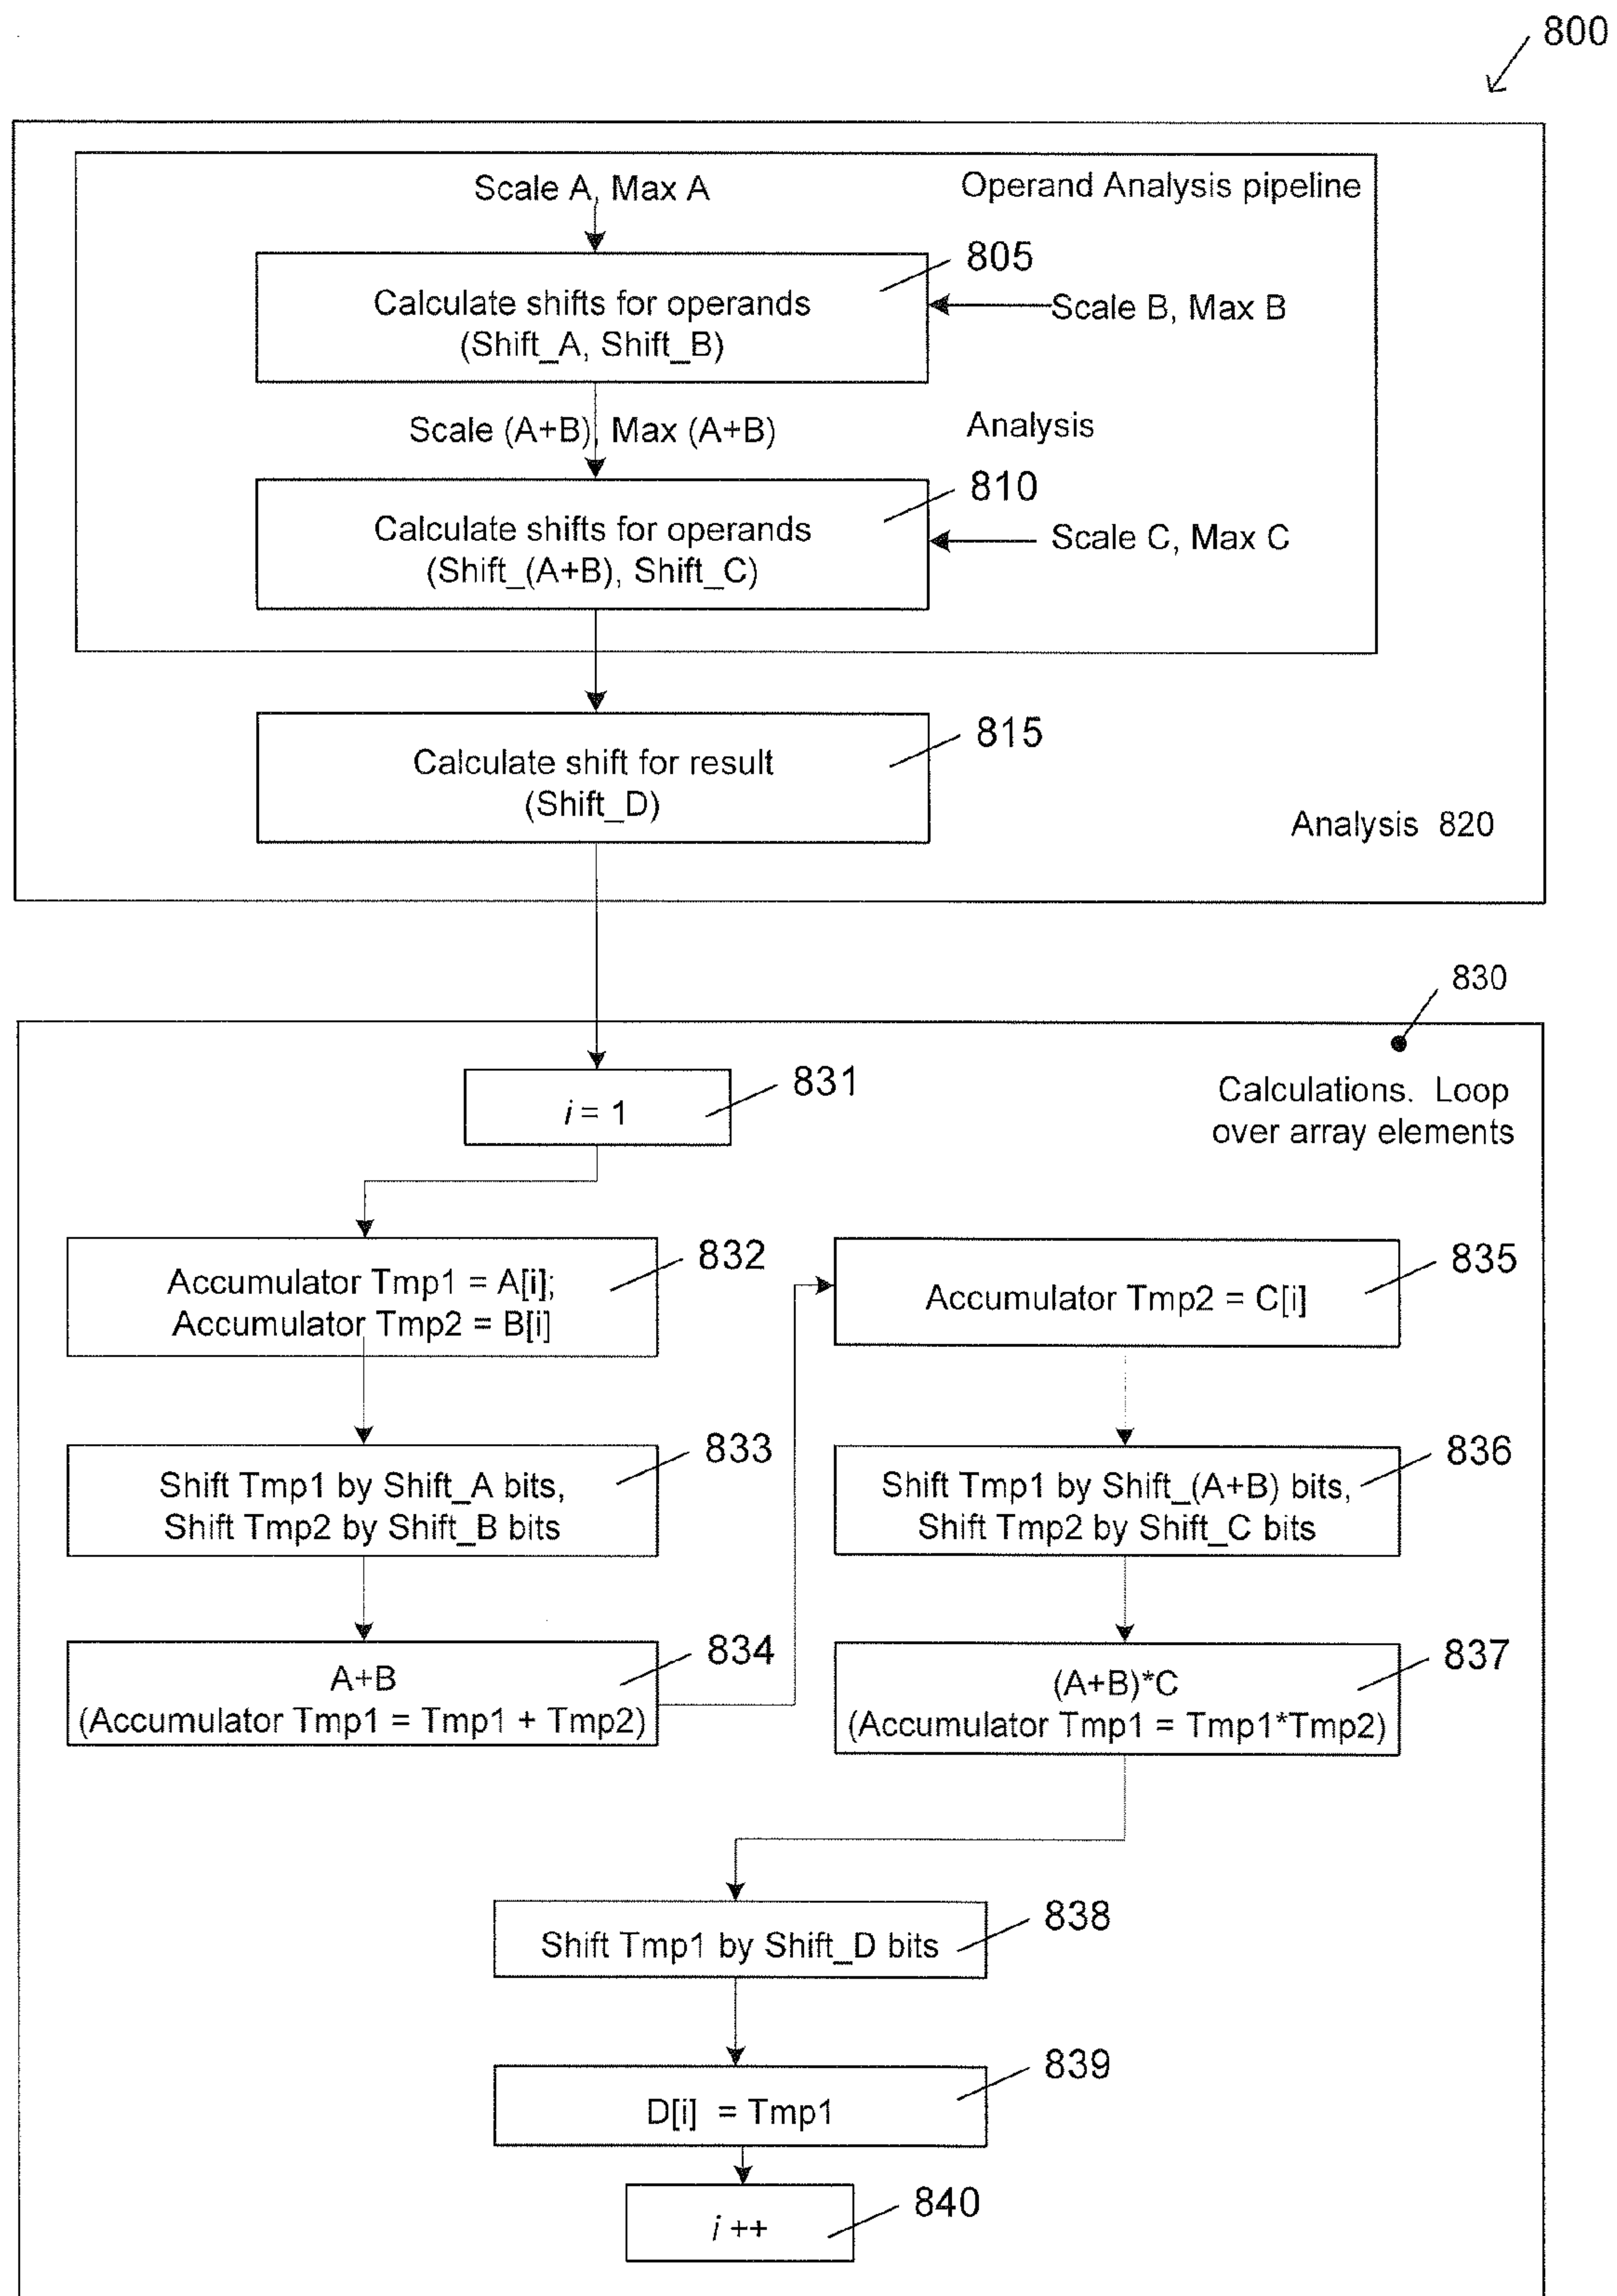 800
Scale A, Max A
Operand Analysis pipeline
805
Calculate shifts for operands
(Shift_A, Shift_B)
Scale B, Max B
Scale (A+B), Max (A+B)
Analysis
810
Calculate shifts for operands
(Shift_(A+B), Shift_C)
Scale C, Max C
815
Calculate shift for result
(Shift_D)
Analysis 820
830
Calculations. Loop
over array elements
831
i = 1
832
Accumulator Tmp1 = A[i];
Accumulator Tmp2 = B[i]
833
Shift Tmp1 by Shift_A bits,
Shift Tmp2 by Shift_B bits
834
A+B
(Accumulator Tmp1 = Tmp1 + Tmp2)
835
Accumulator Tmp2 = C[i]
836
Shift Tmp1 by Shift_(A+B) bits,
Shift Tmp2 by Shift_C bits
837
(A+B)*C
(Accumulator Tmp1 = Tmp1*Tmp2)
838
Shift Tmp1 by Shift_D bits
839
D[i] = Tmp1
840
i ++